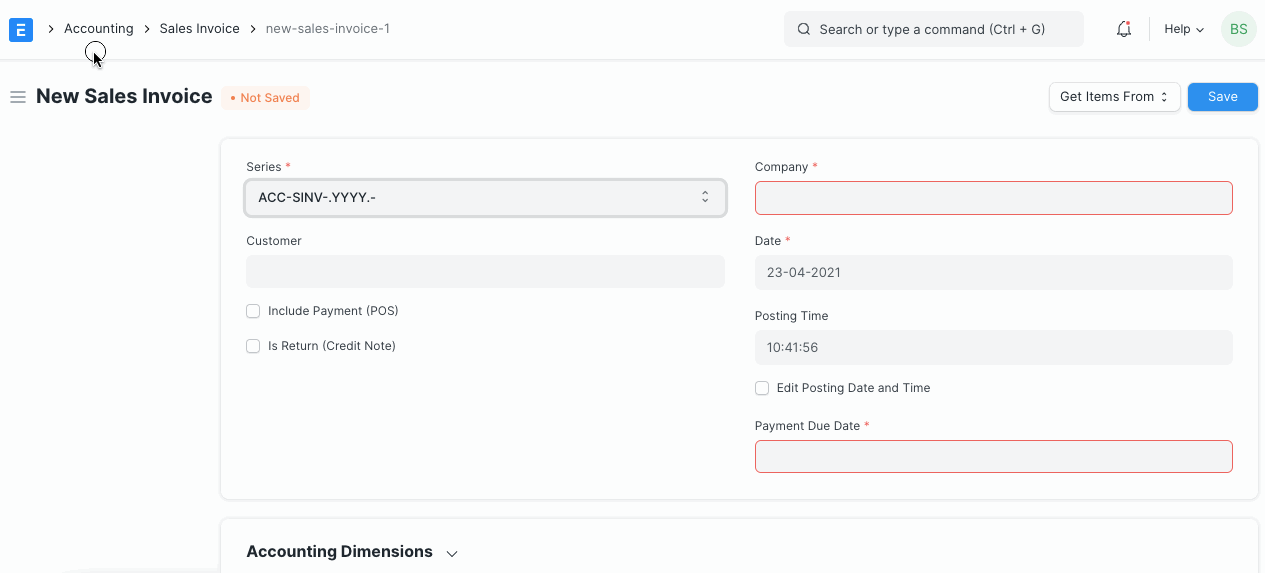 E > Accounting > Sales Invoice > new-sales-invoice-1
Search or type a command (Ctrl + G)
Help
BS
New Sales Invoice
• Not Saved
Get Items From
Save
Series *
ACC-SINV-.YYYY.-
Customer
Include Payment (POS)
Is Return (Credit Note)
Company *
Date *
23-04-2021
Posting Time
10:41:56
Edit Posting Date and Time
Payment Due Date *
Accounting Dimensions